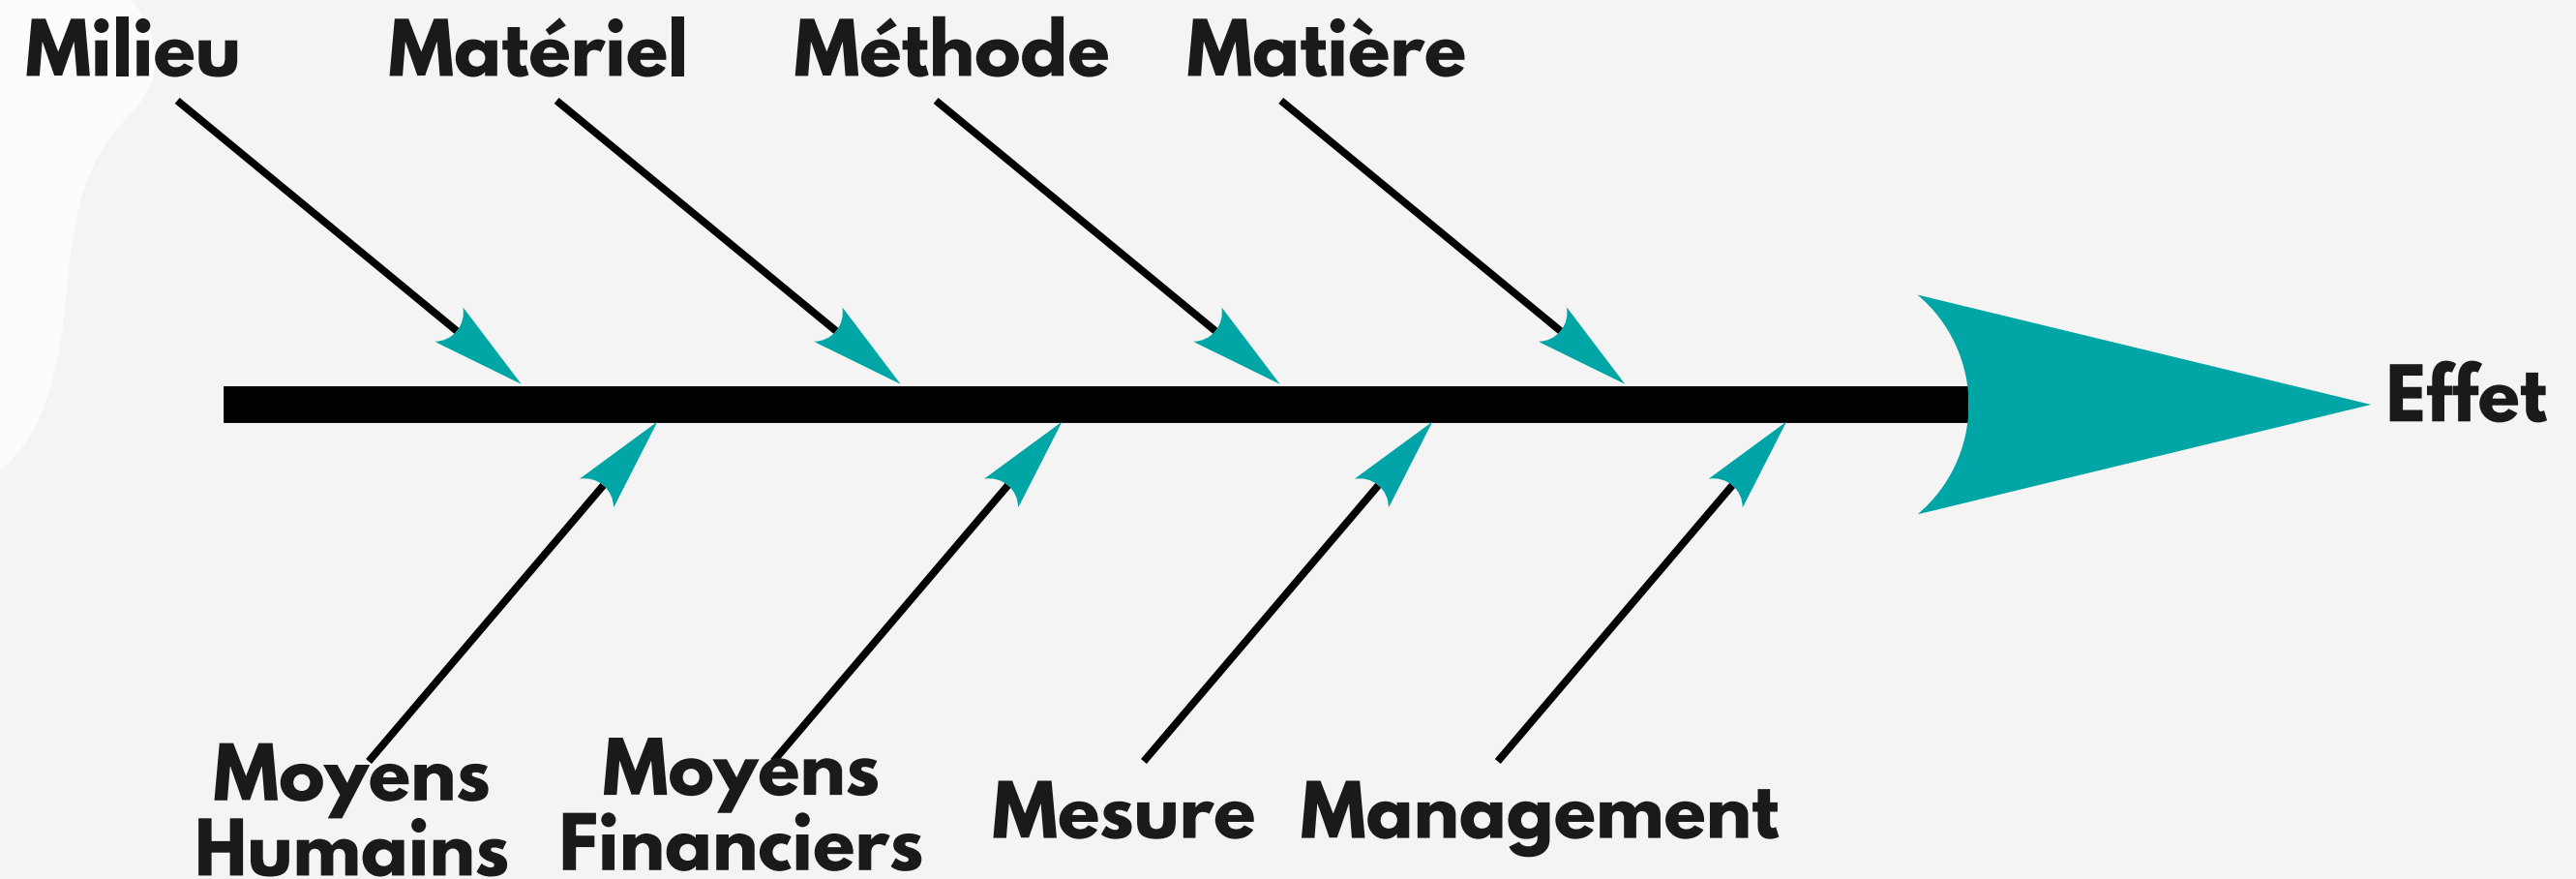 Milieu
Matériel
Méthode
Matière
Effet
Moyens
Humains
Moyens
Financiers
Mesure
Management